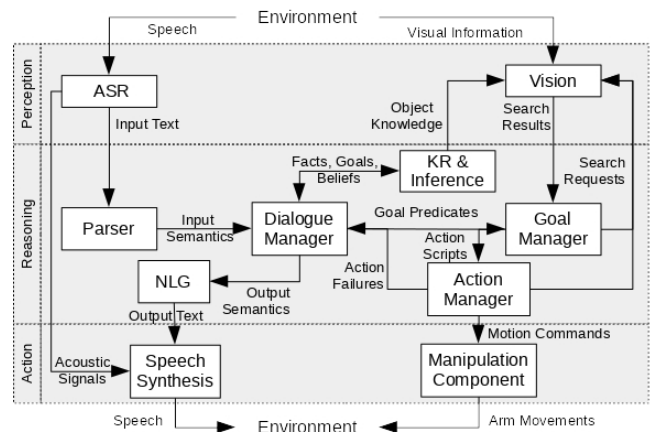 Environment
Speech
Visual Information
Perception
ASR
Vision
Input Text
Object
Knowledge
Search
Results
Reasoning
Facts, Goals,
Beliefs
KR &
Inference
Search
Requests
Parser
Input
Semantics
Dialogue
Manager
Goal Predicates
Goal
Manager
Action
Scripts
NLG
Output
Semantics
Action
Failures
Action
Manager
Output Text
Motion Commands
Action
Acoustic
Signals
Speech
Synthesis
Manipulation
Component
Speech
Environment
Arm Movements